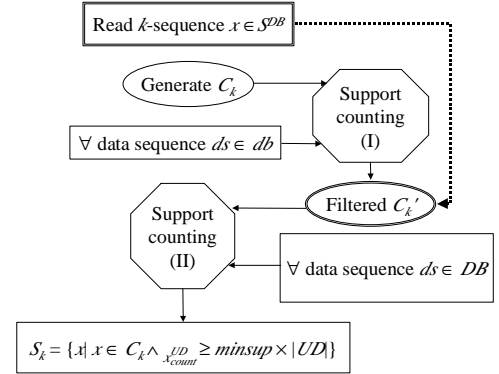 Read k-sequence x ∈ S^DB
Generate C_k
Support
counting
(I)
∀ data sequence ds ∈ db
Filtered C_k'
Support
counting
(II)
∀ data sequence ds ∈ DB
S_k = {x| x ∈ C_k ∧ x_count^UD ≥ minsup × |UD|}